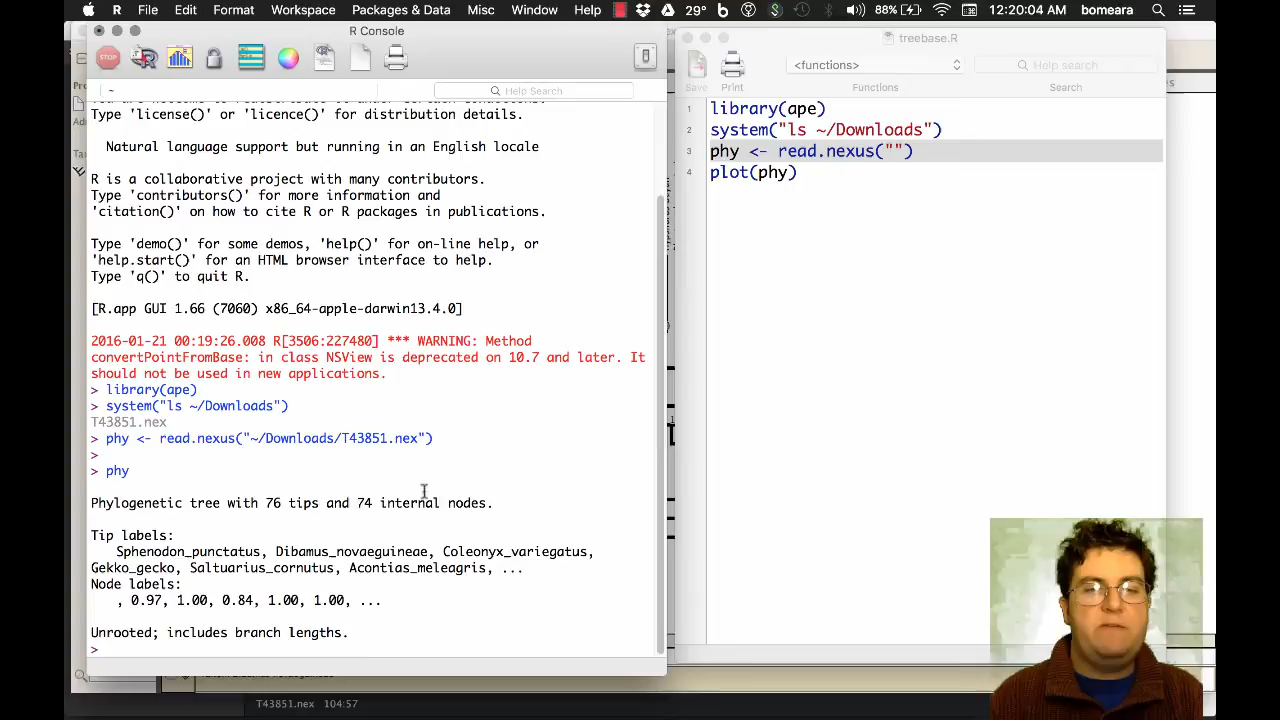 R File Edit Format Workspace Packages & Data Misc Window Help 29° 88% 12:20:04 AM bomeara
R Console
~
Help Search
Type 'license()' or 'licence()' for distribution details.
Natural language support but running in an English locale
R is a collaborative project with many contributors.
Type 'contributors()' for more information and
'citation()' on how to cite R or R packages in publications.
Type 'demo()' for some demos, 'help()' for on-line help, or
'help.start()' for an HTML browser interface to help.
Type 'q()' to quit R.
[R.app GUI 1.66 (7060) x86_64-apple-darwin13.4.0]
2016-01-21 00:19:26.008 R[3506:227480] *** WARNING: Method
convertPointFromBase: in class NSView is deprecated on 10.7 and later. It
should not be used in new applications.
> library(ape)
> system("ls ~/Downloads")
T43851.nex
> phy <- read.nexus("~/Downloads/T43851.nex")
>
> phy
Phylogenetic tree with 76 tips and 74 internal nodes.
Tip labels:
Sphenodon_punctatus, Dibamus_novaeguineae, Coleonyx_variegatus,
Gekko_gecko, Saltuarius_cornutus, Acontias_meleagris, ...
Node labels:
, 0.97, 1.00, 0.84, 1.00, 1.00, ...
Unrooted; includes branch lengths.
>
T43851.nex 104:57
treebase.R
<functions>
Help search
Save Print Functions Search
1 library(ape)
2 system("ls ~/Downloads")
3 phy <- read.nexus("")
4 plot(phy)